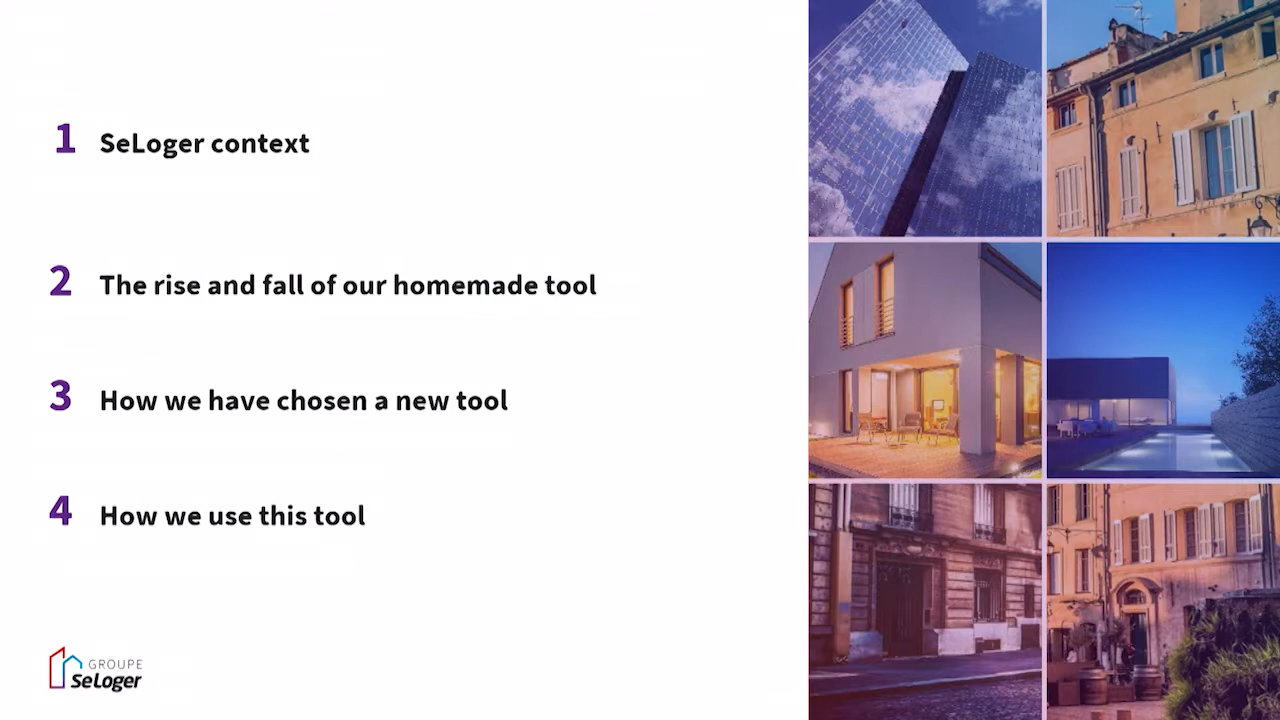 1 SeLoger context
2 The rise and fall of our homemade tool
3 How we have chosen a new tool
4 How we use this tool
GROUPE
SeLoger